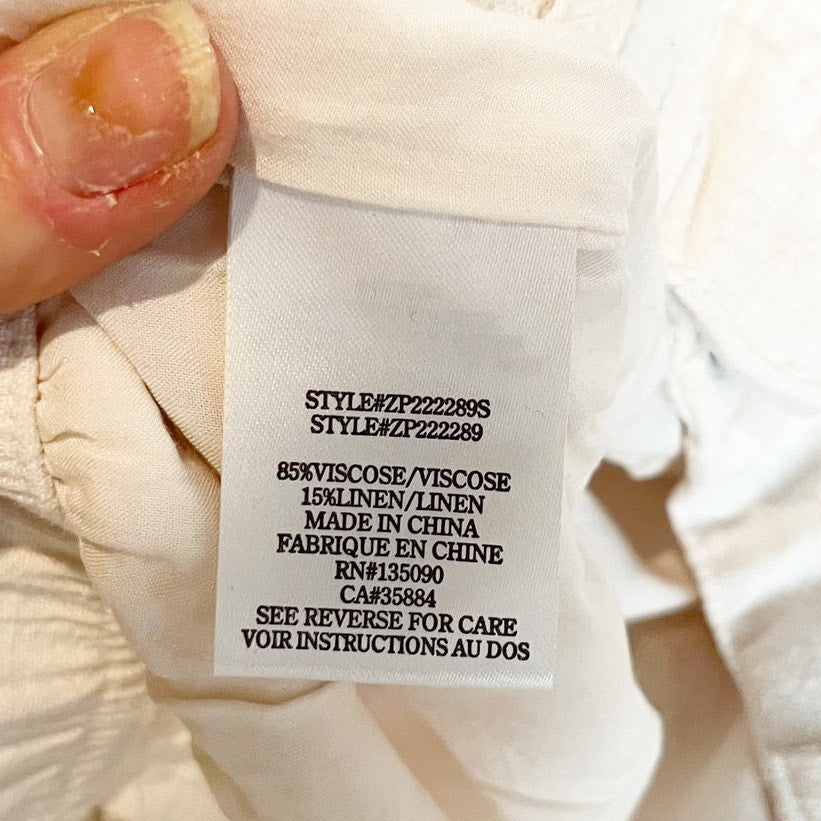 STYLE#ZP222289S
STYLE#ZP222289
85%VISCOSE/VISCOSE
15%LINEN/LINEN
MADE IN CHINA
FABRIQUE EN CHINE
RN#135090
CA#35884
SEE REVERSE FOR CARE
VOIR INSTRUCTIONS AU DOS